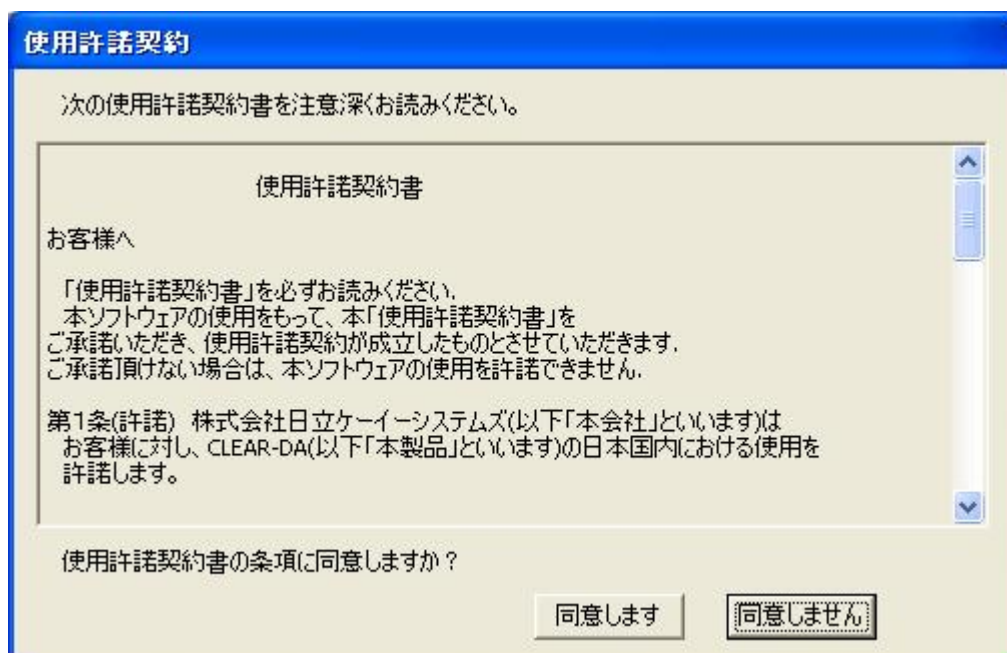 使用許諾契約
次の使用許諾契約書を注意深くお読みください。
使用許諾契約書
お客様へ
「使用許諾契約書」を必ずお読みください.
本ソフトウェアの使用をもって、本「使用許諾契約書」を
ご承諾いただき、使用許諾契約が成立したものとさせていただきます.
ご承諾頂けない場合は、本ソフトウェアの使用を許諾できません.
第1条(許諾) 株式会社日立ケーイーシステムズ(以下「本会社」といいます)は
お客様に対し、CLEAR-DA(以下「本製品」といいます)の日本国内における使用を
許諾します。
使用許諾契約書の条項に同意しますか？
同意します 同意しません